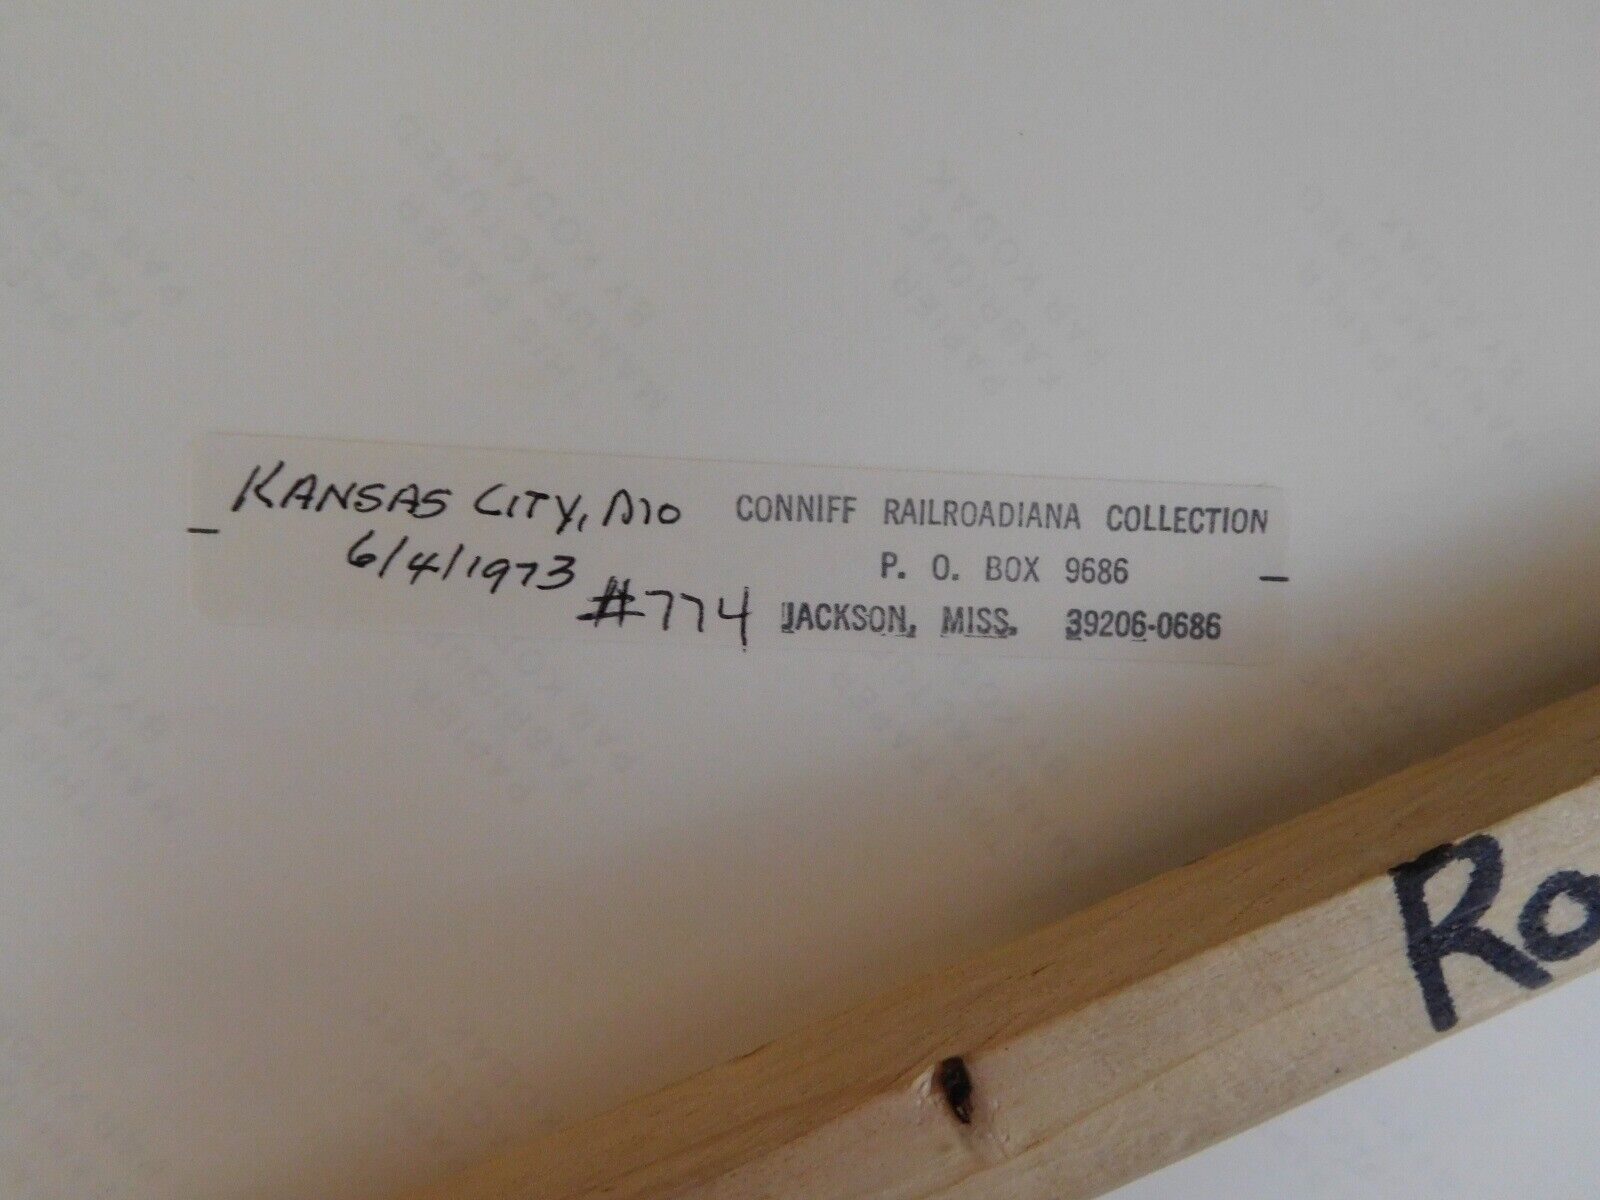 KANSAS CITY, MO
6/4/1973
#774
CONNIFF RAILROADIANA COLLECTION
P. O. BOX 9686
JACKSON, MISS. 39206-0686
Ro